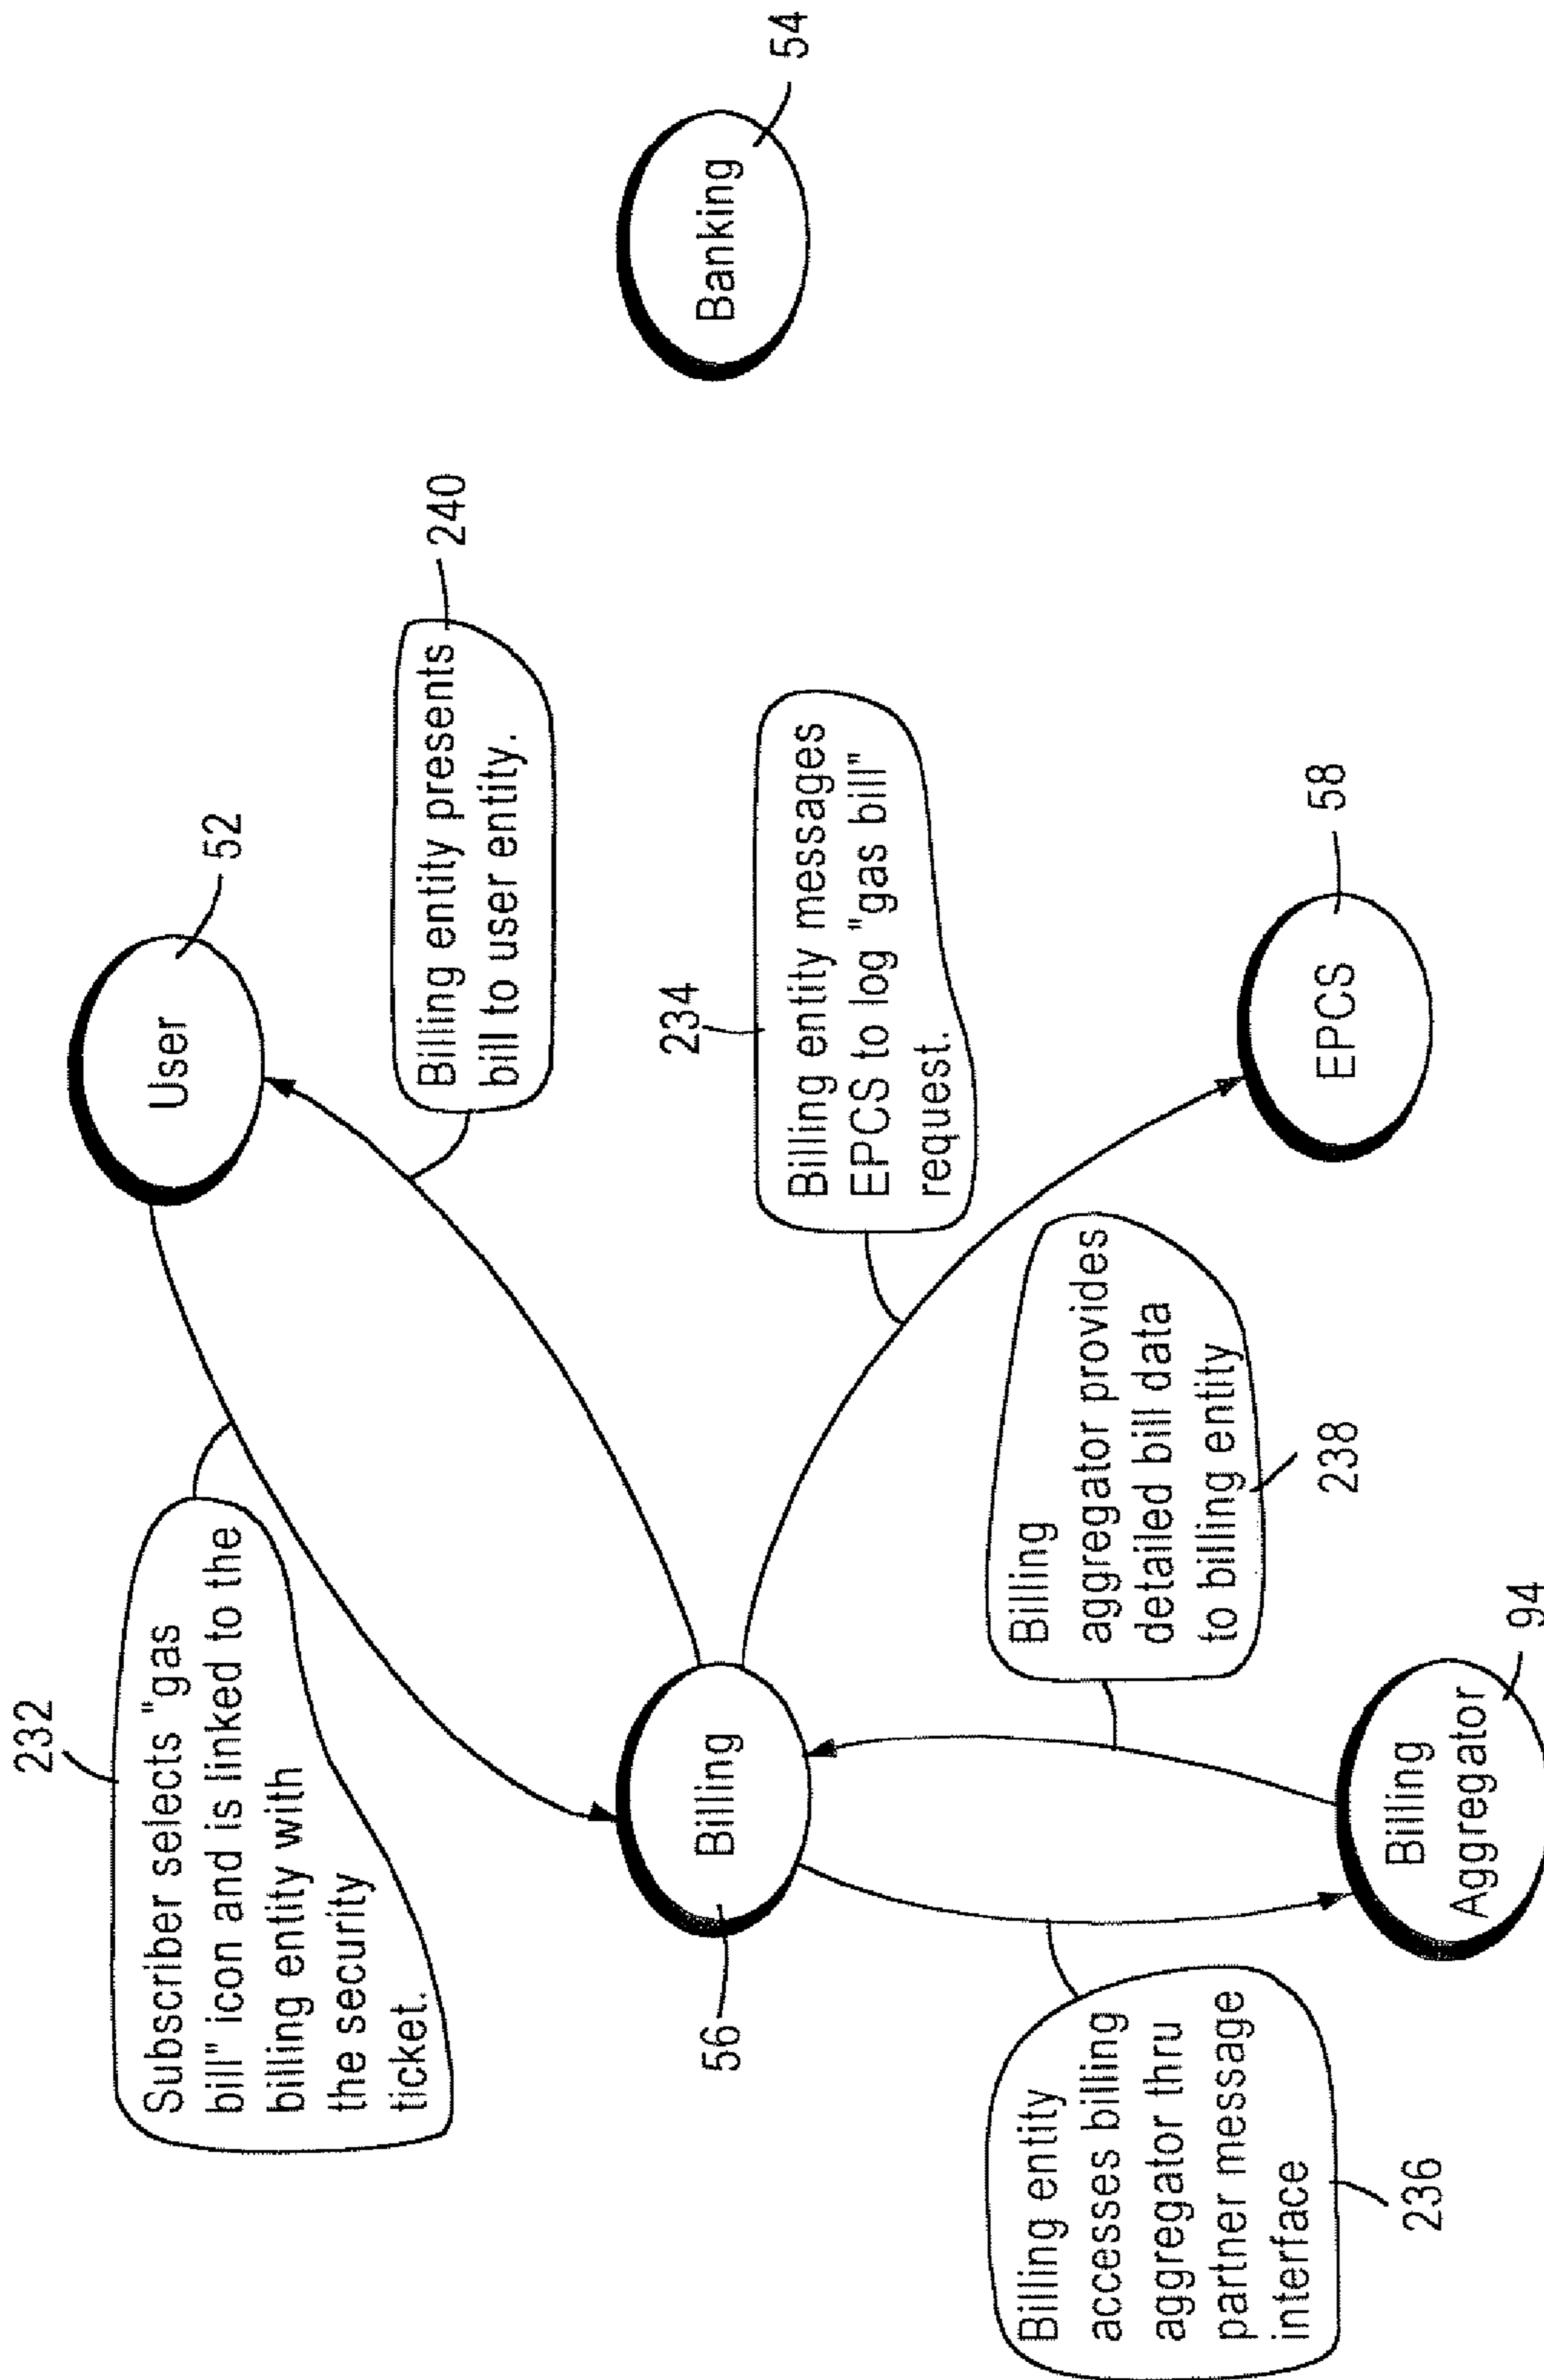 232
Subscriber selects "gas
bill" icon and is linked to the
billing entity with
the security
ticket.
User
52
Billing entity presents
bill to user entity.
240
Billing
56
Banking
54
234
Billing entity messages
EPCS to log "gas bill"
request.
Billing entity
accesses billing
aggregator thru
partner message
interface
236
Billing
aggregator provides
detailed bill data
to billing entity
238
EPCS
58
Billing
Aggregator
94